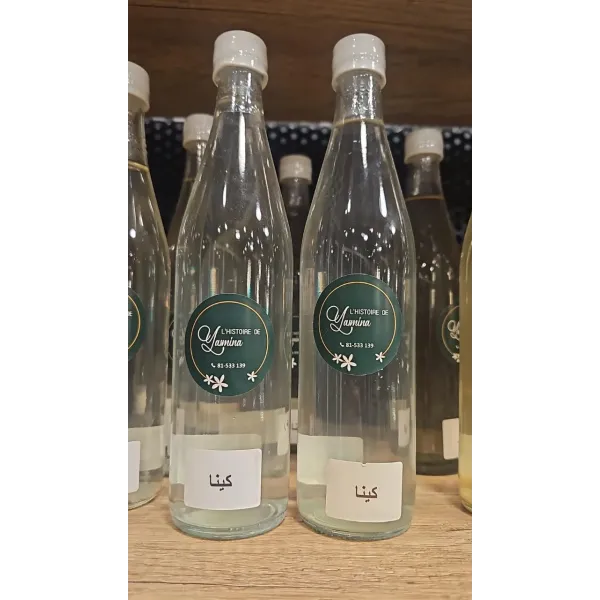 L'HISTOIRE DE
Yasmina
81-533 139
كينا
L'HISTOIRE DE
Yasmina
81-533 139
كينا